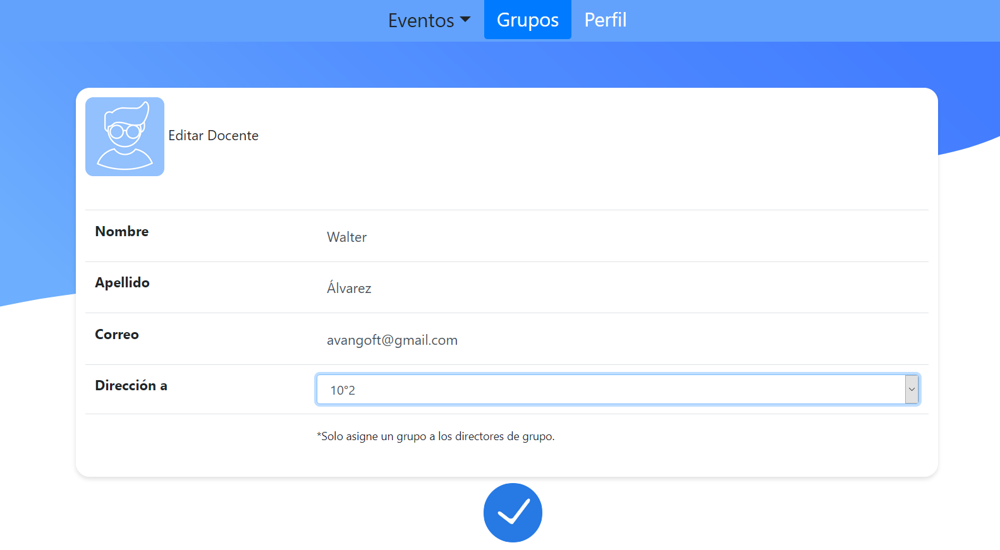 Eventos Grupos Perfil
Editar Docente
Nombre Walter
Apellido Álvarez
Correo avangoft@gmail.com
Dirección a 10°2
*Solo asigne un grupo a los directores de grupo.